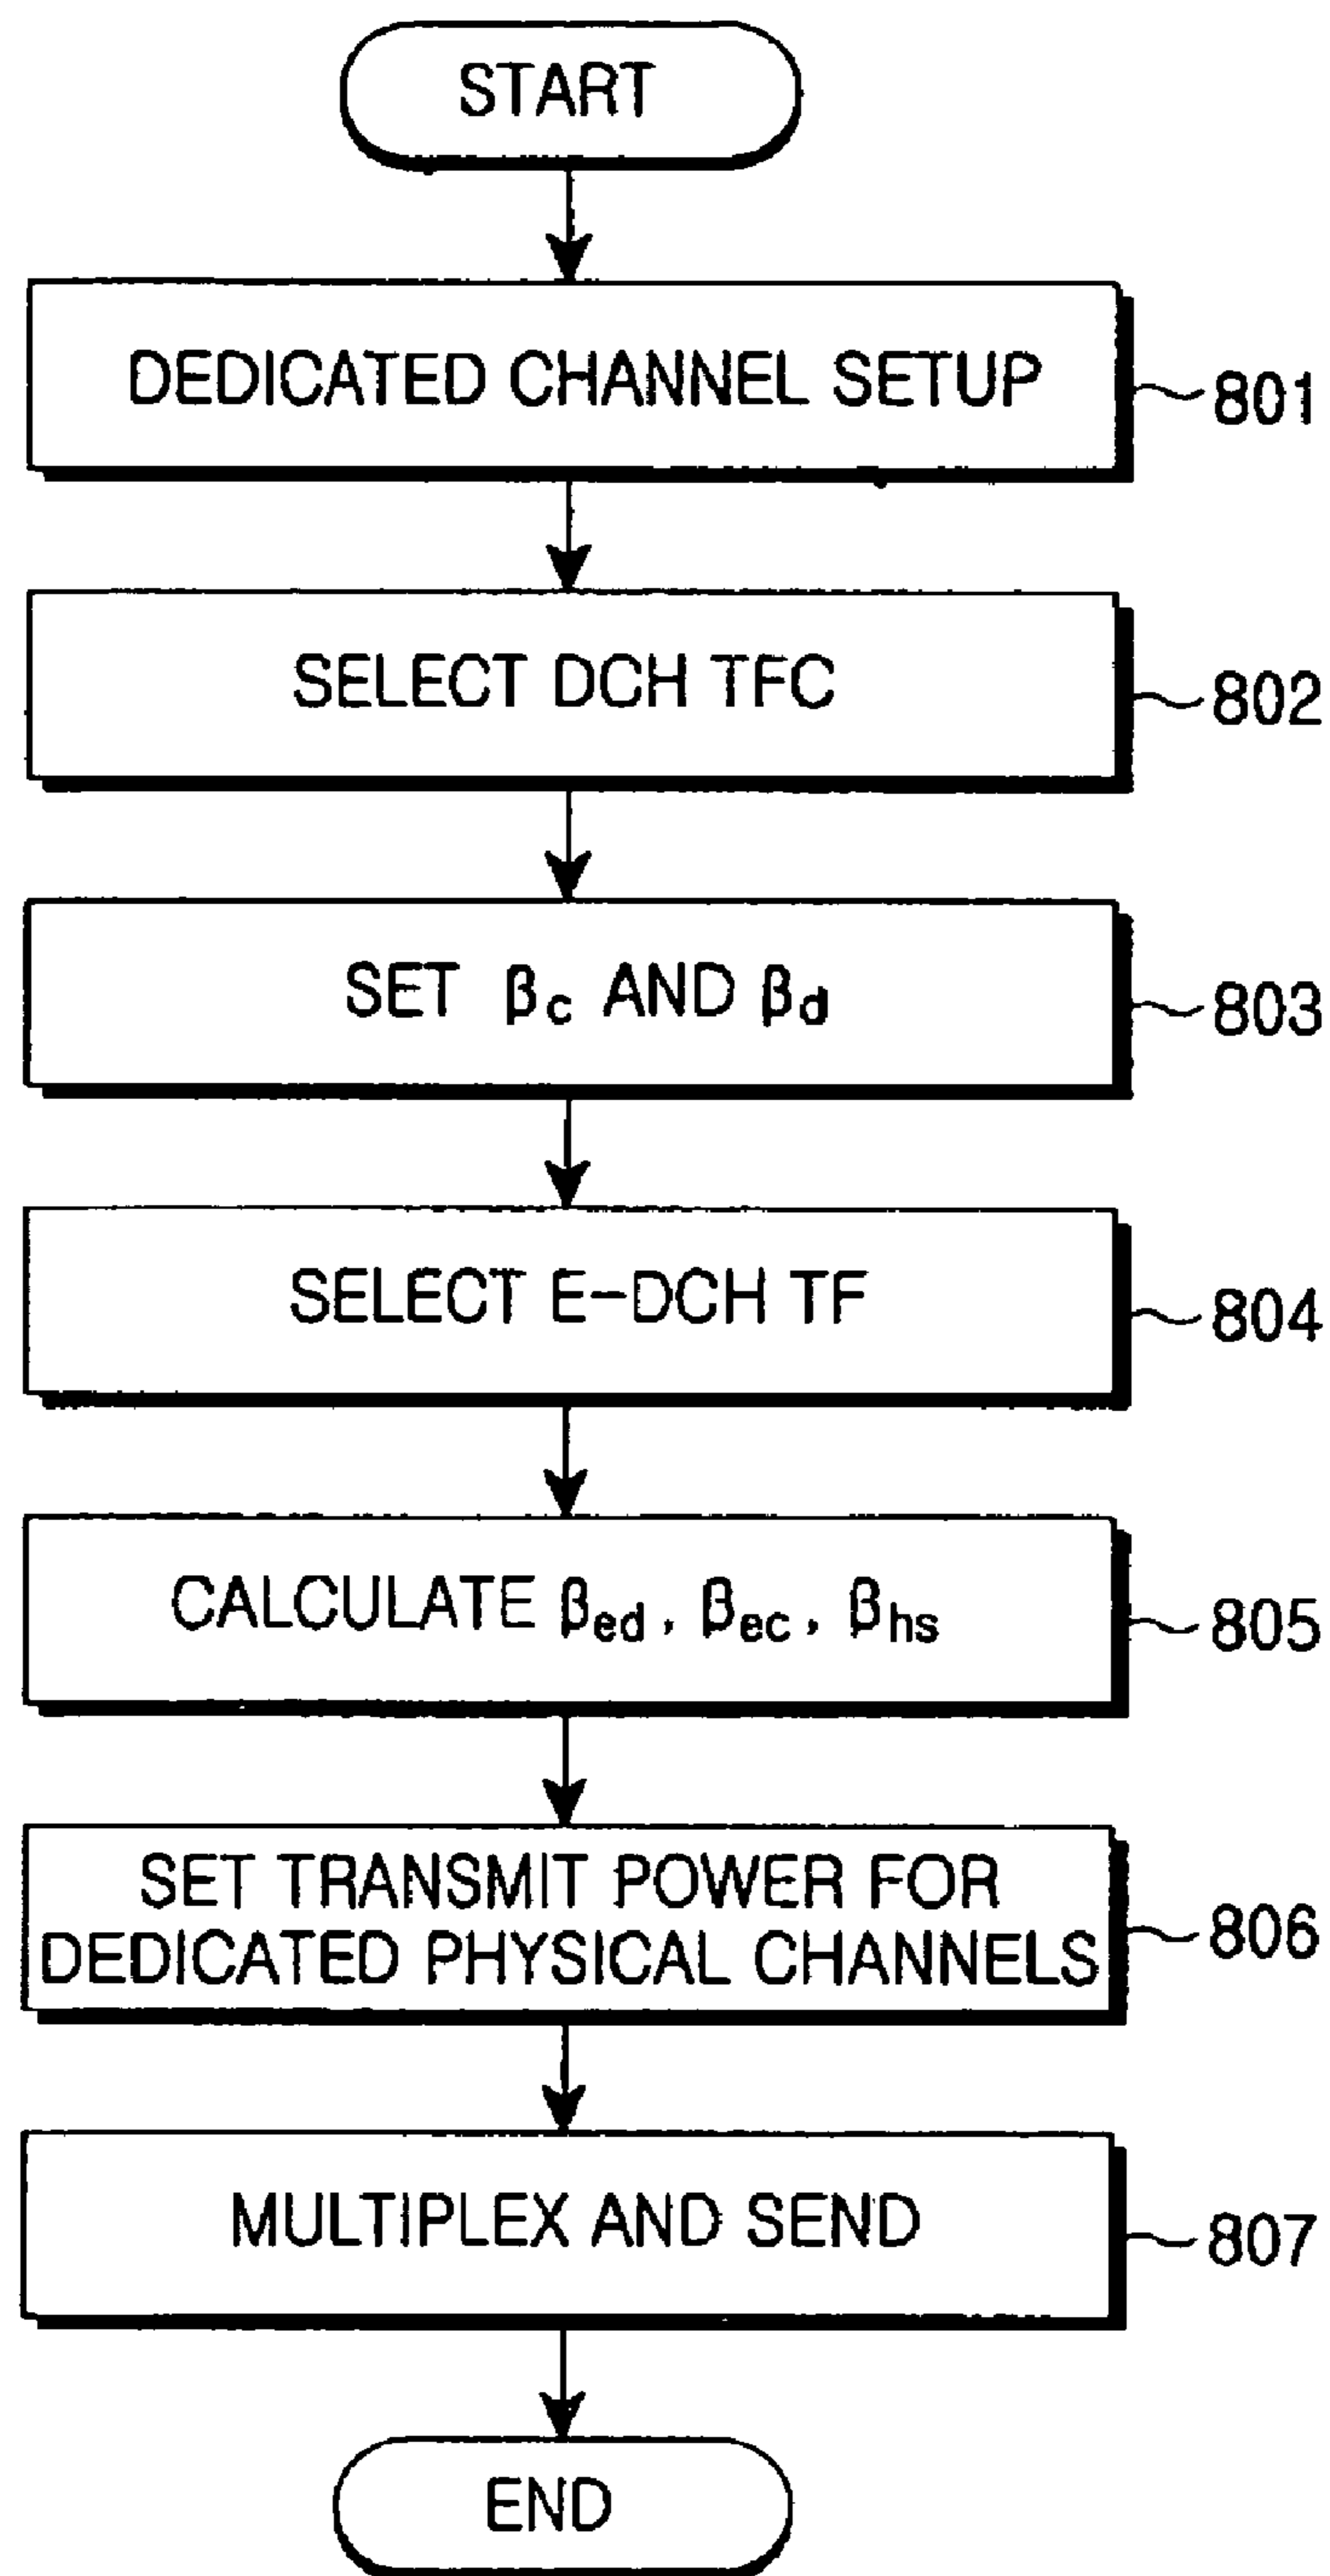 START
DEDICATED CHANNEL SETUP
801
SELECT DCH TFC
802
SET βc AND βd
803
SELECT E-DCH TF
804
CALCULATE βed, βec, βhs
805
SET TRANSMIT POWER FOR
DEDICATED PHYSICAL CHANNELS
806
MULTIPLEX AND SEND
807
END